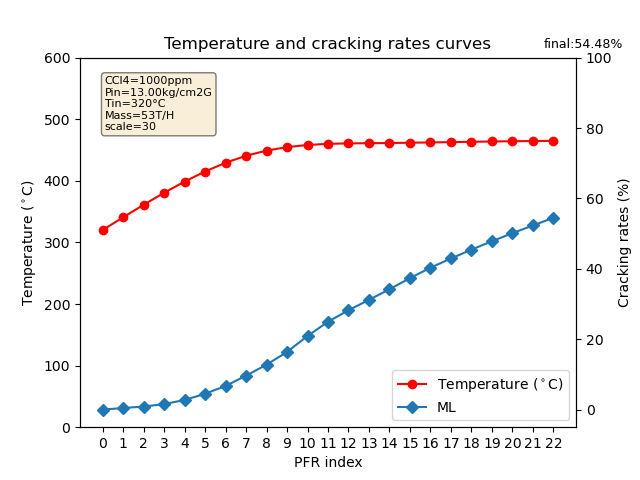 Temperature and cracking rates curves
final:54.48%
CCl4=1000ppm
Pin=13.00kg/cm2G
Tin=320°C
Mass=53T/H
scale=30
Temperature (°C)
600
500
400
300
200
100
0
100
80
60
40
20
0
Cracking rates (%)
Temperature (°C)
ML
0 1 2 3 4 5 6 7 8 9 10 11 12 13 14 15 16 17 18 19 20 21 22
PFR index